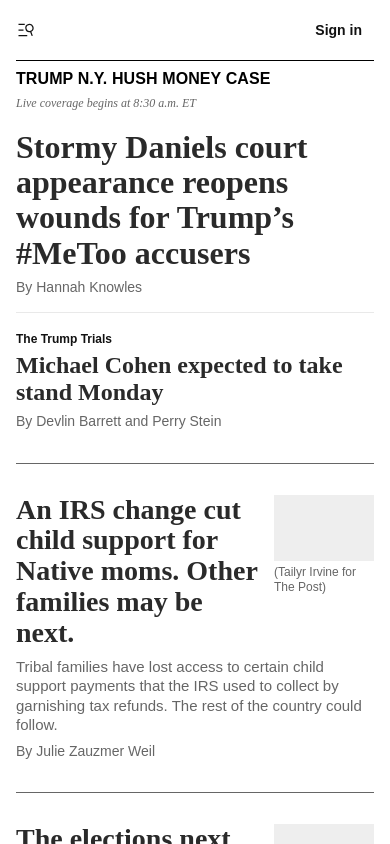 Sign in
TRUMP N.Y. HUSH MONEY CASE
Live coverage begins at 8:30 a.m. ET
Stormy Daniels court
appearance reopens
wounds for Trump’s
#MeToo accusers
By Hannah Knowles
The Trump Trials
Michael Cohen expected to take
stand Monday
By Devlin Barrett and Perry Stein
An IRS change cut
child support for
Native moms. Other
families may be
next.
(Tailyr Irvine for
The Post)
Tribal families have lost access to certain child
support payments that the IRS used to collect by
garnishing tax refunds. The rest of the country could
follow.
By Julie Zauzmer Weil
The elections next